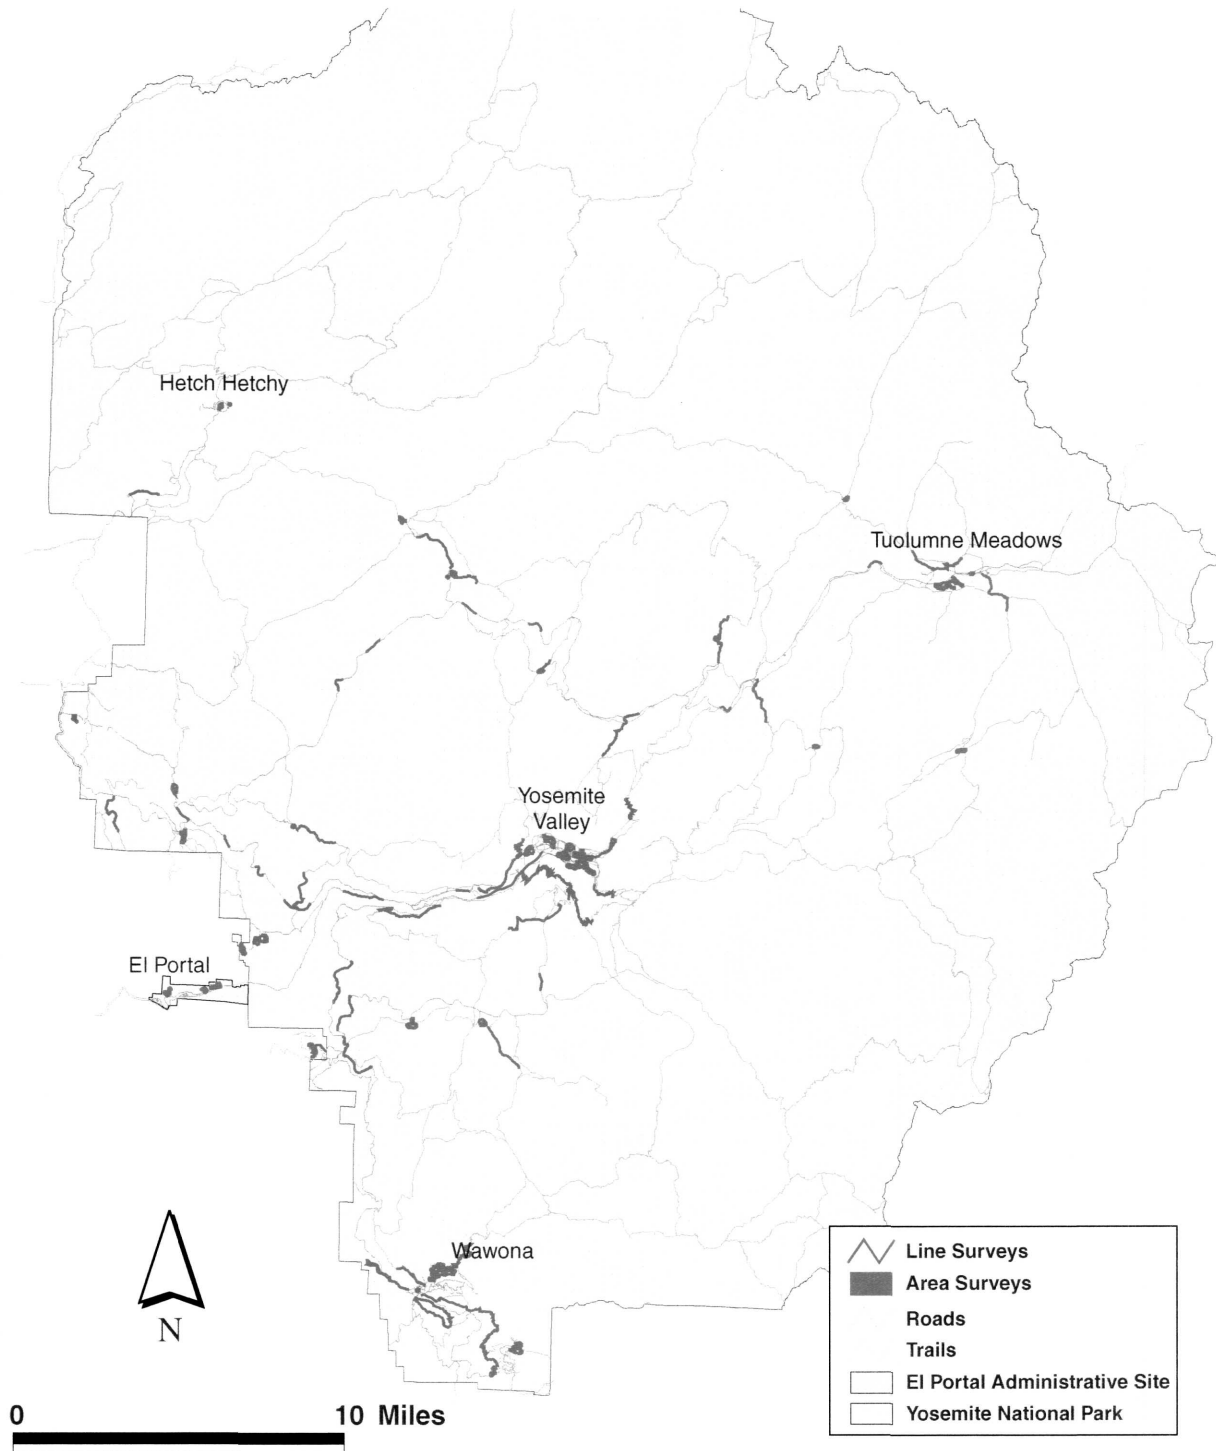 Hetch Hetchy
Tuolumne Meadows
Yosemite
Valley
El Portal
Wawona
N
0 10 Miles
Line Surveys
Area Surveys
Roads
Trails
El Portal Administrative Site
Yosemite National Park